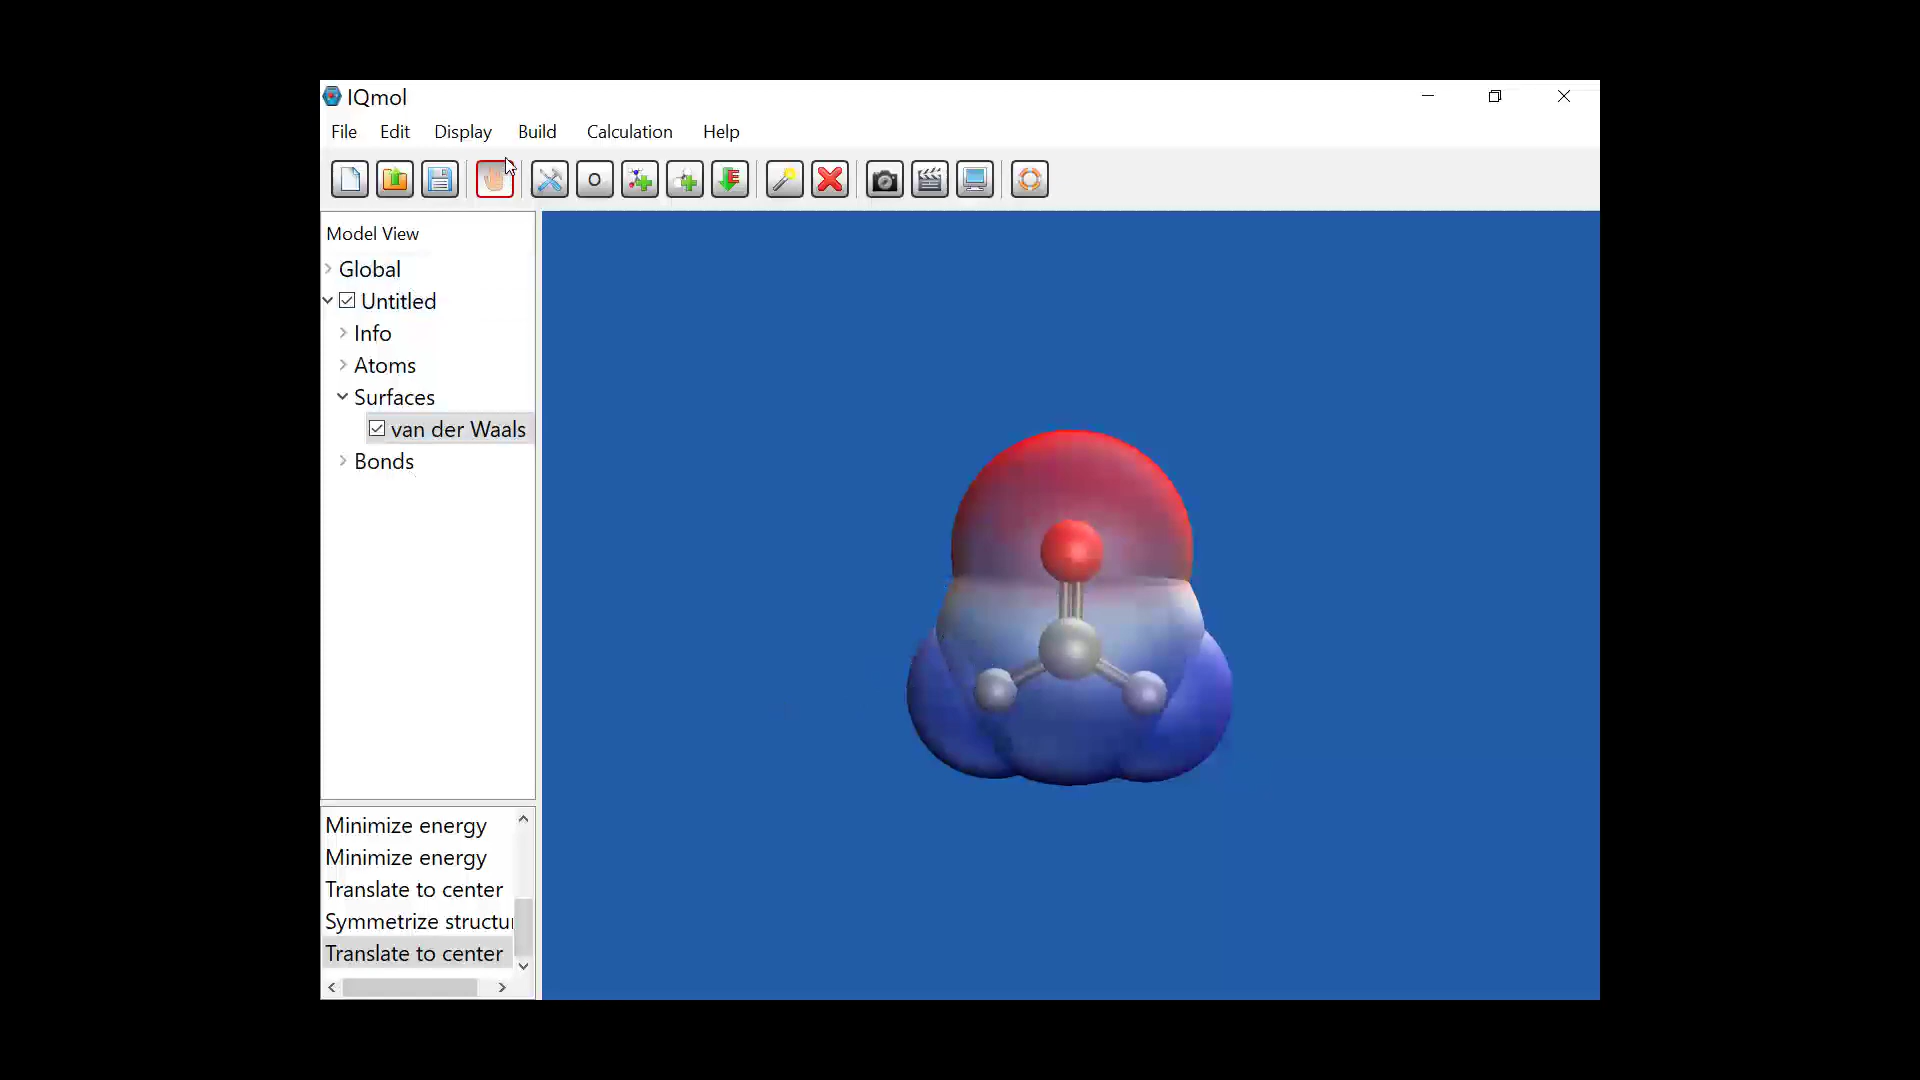 IQmol
File Edit Display Build Calculation Help
O
Model View
Global
Untitled
Info
Atoms
Surfaces
van der Waals
Bonds
Minimize energy
Minimize energy
Translate to center
Symmetrize structu
Translate to center